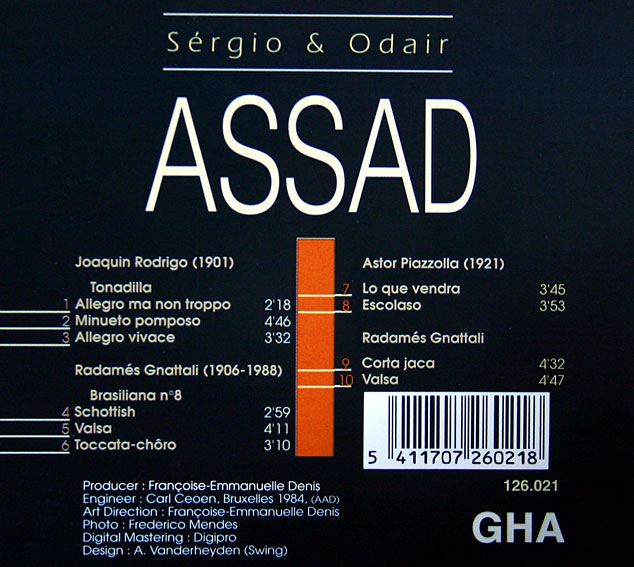 Sérgio & Odair
ASSAD
Joaquin Rodrigo (1901)
Tonadilla
1 Allegro ma non troppo 2'18
2 Minueto pomposo 4'46
3 Allegro vivace 3'32
Radamés Gnattali (1906-1988)
Brasiliana n°8
4 Schottish 2'59
5 Valsa 4'11
6 Toccata-chôro 3'10
Astor Piazzolla (1921)
7 Lo que vendra 3'45
8 Escolaso 3'53
Radamés Gnattali
9 Corta jaca 4'32
10 Valsa 4'47
5 411707 260218
126.021
GHA
Producer : Françoise-Emmanuelle Denis
Engineer : Carl Ceoen, Bruxelles 1984, (AAD)
Art Direction : Françoise-Emmanuelle Denis
Photo : Frederico Mendes
Digital Mastering : Digipro
Design : A. Vanderheyden (Swing)